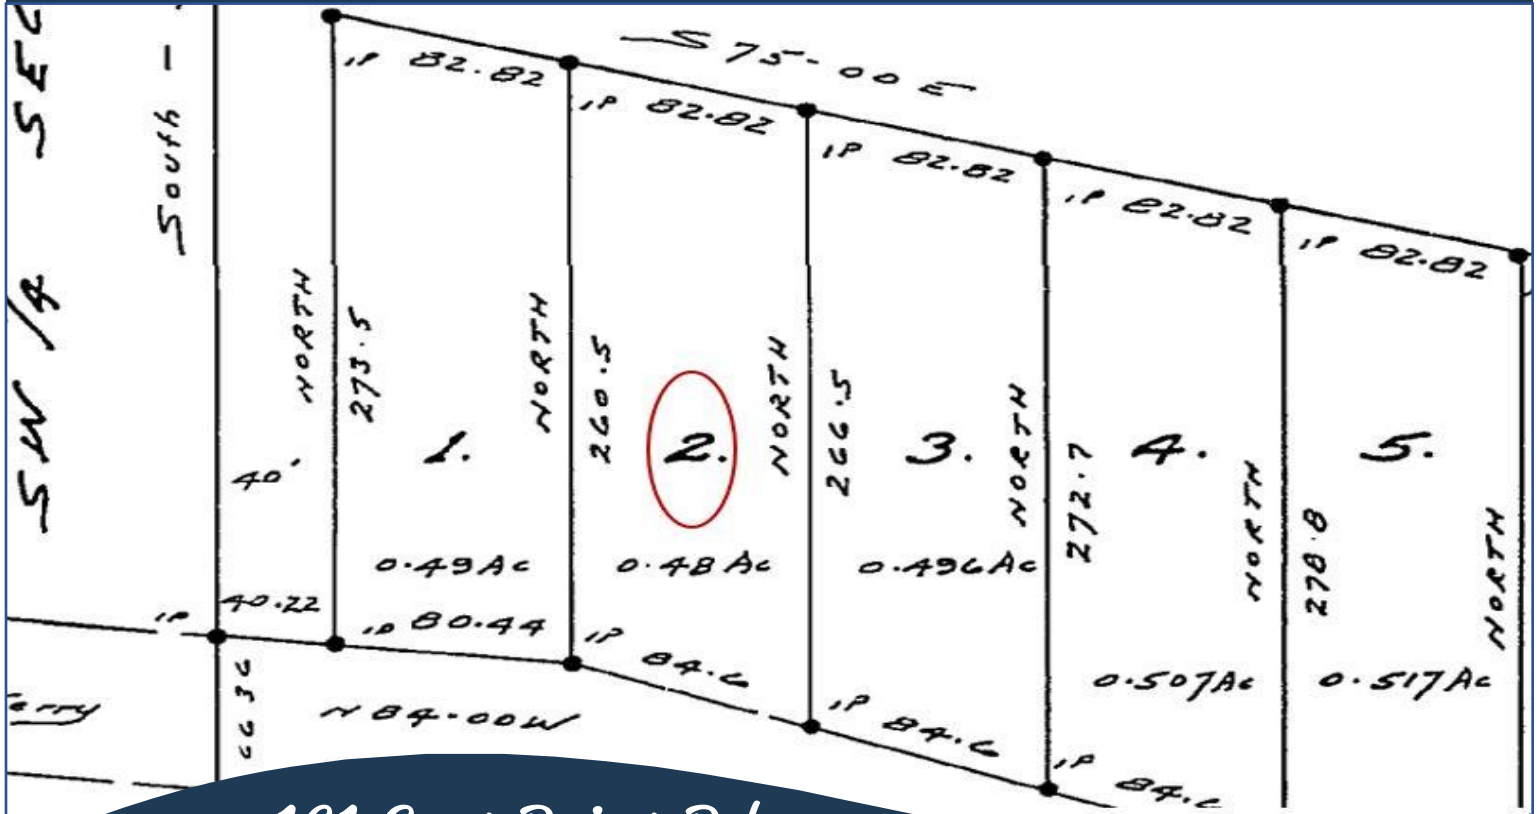 S 75-00 E
IP 82.82
IP 82.82
IP 82.82
IP 82.82
IP 82.82
South -
SW 1/4 SEC
NORTH
273.5
NORTH
260.5
NORTH
266.5
NORTH
272.7
NORTH
278.8
NORTH
1.
2.
3.
4.
5.
40'
0.49Ac
0.48Ac
0.496Ac
0.507Ac
0.517Ac
IP 40.22
IP 80.44
IP 84.6
IP 84.6
IP 84.6
N 84-00W